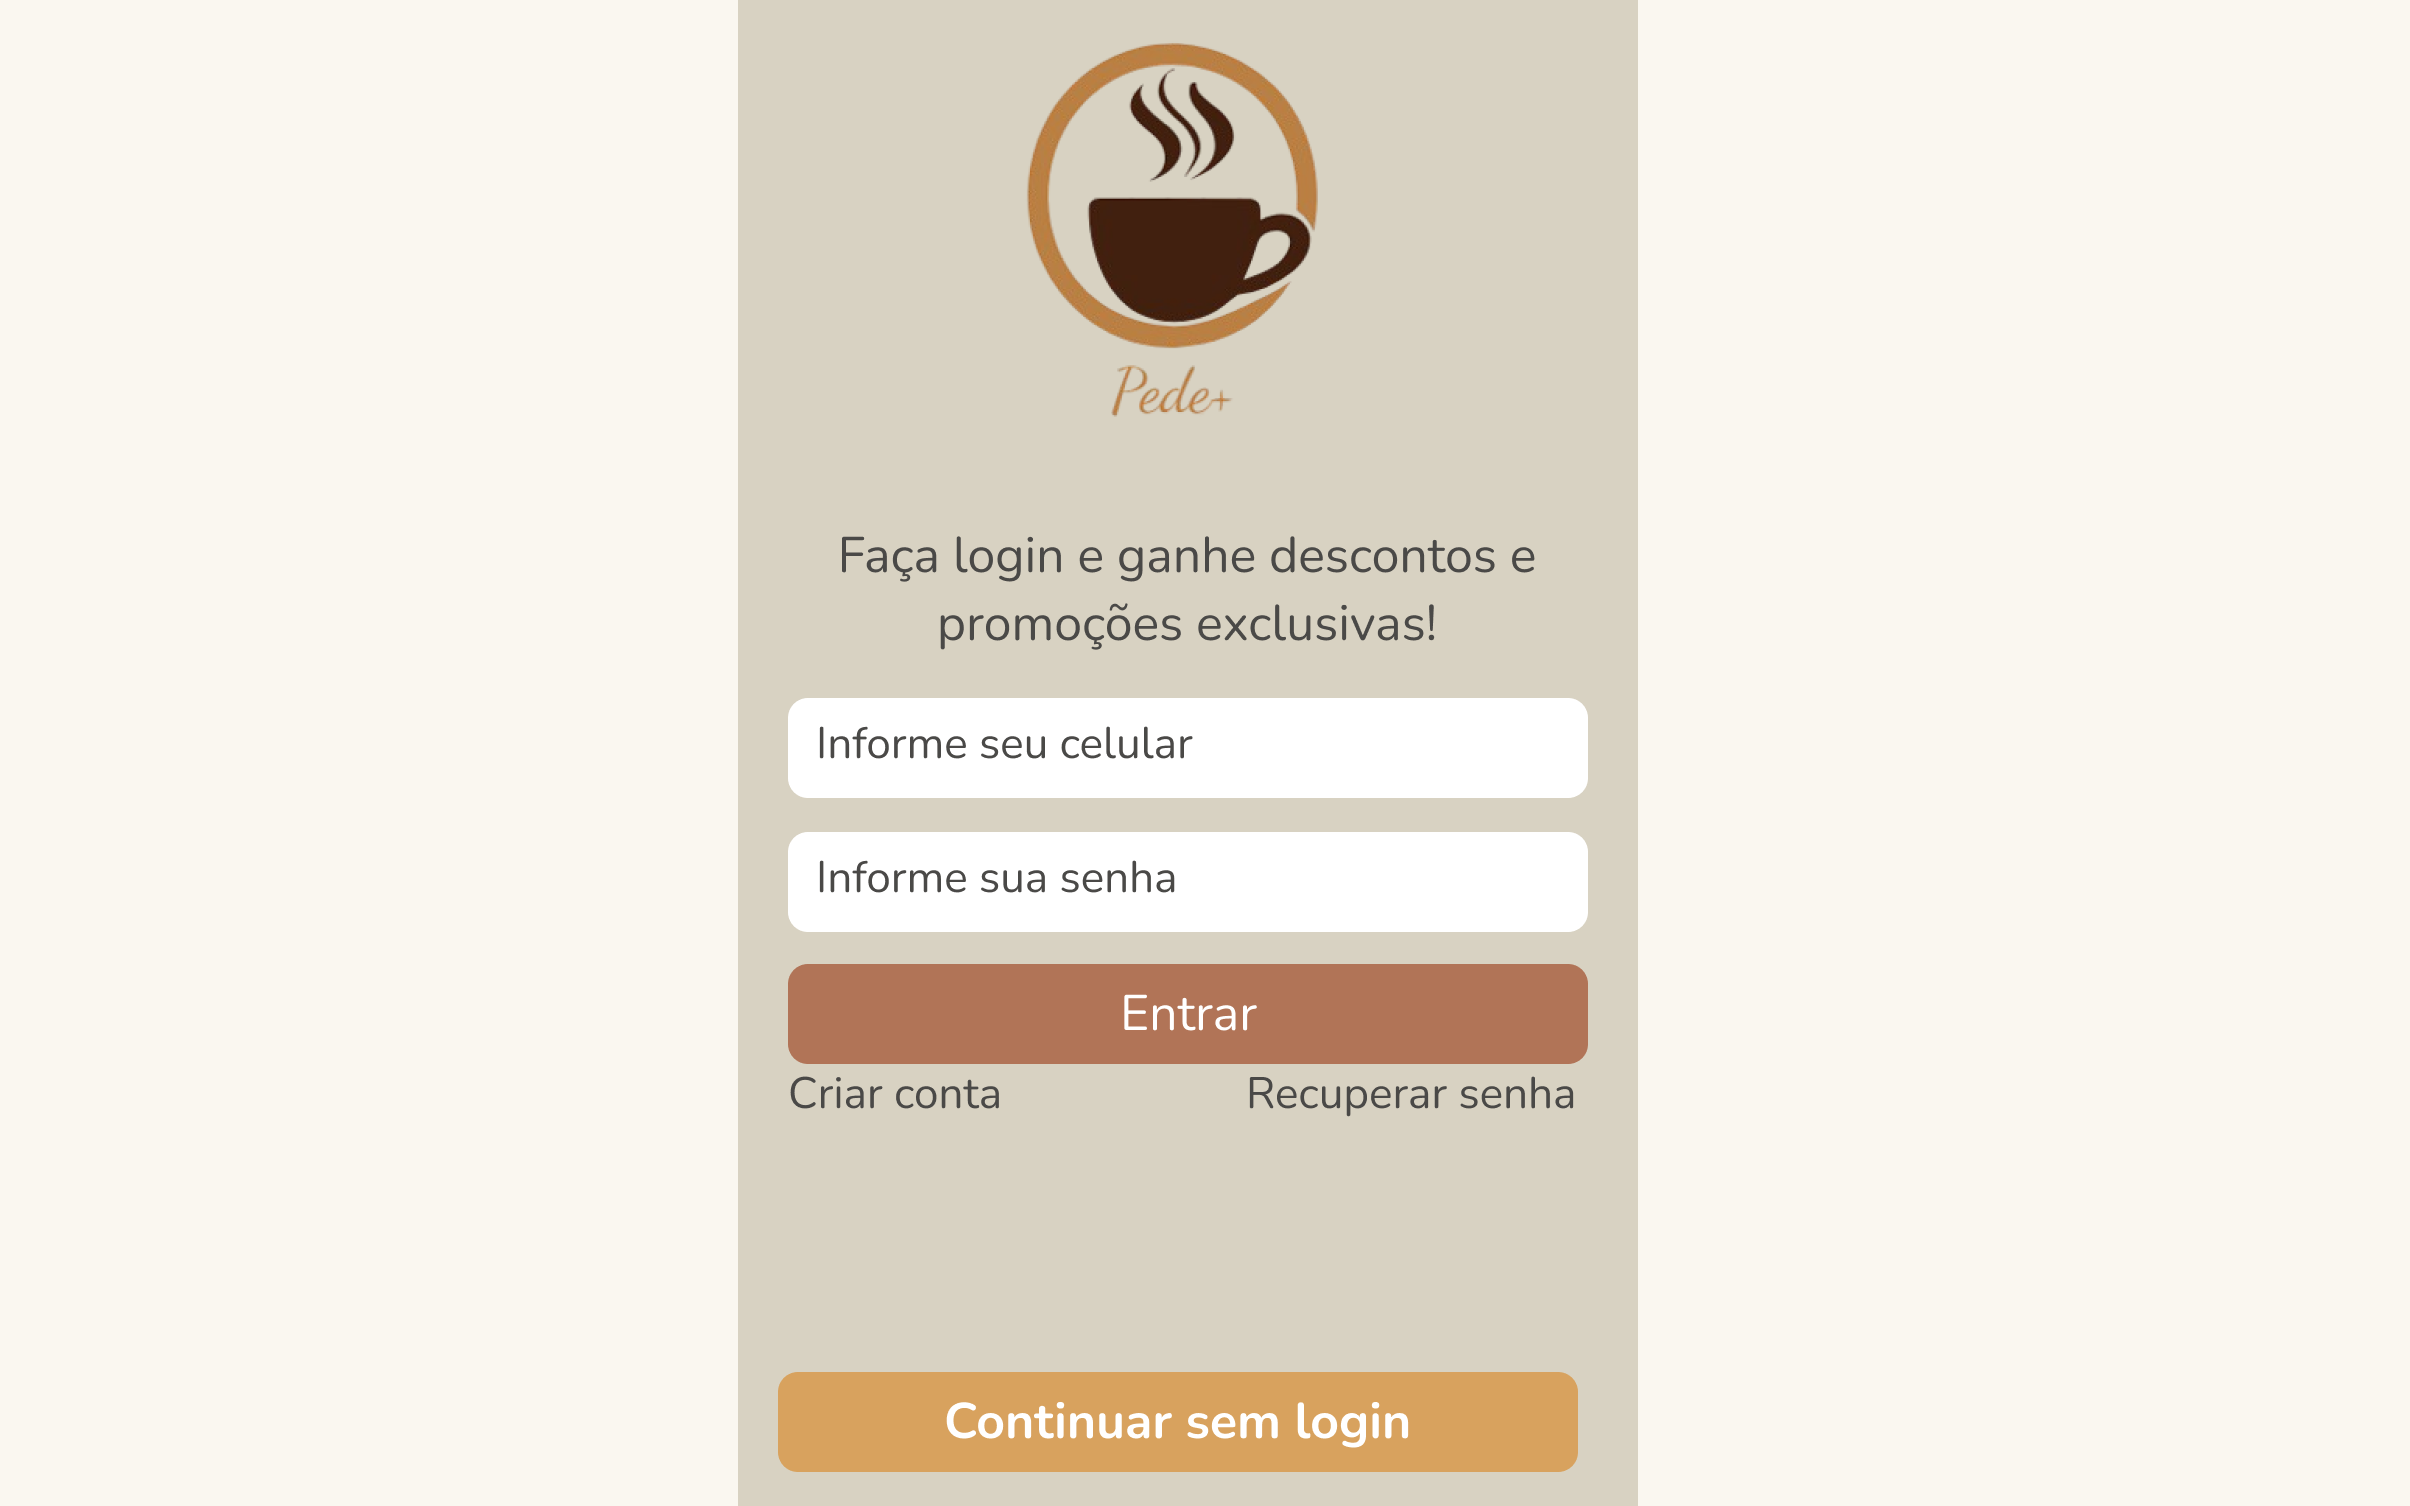 Pede+
Faça login e ganhe descontos e
promoções exclusivas!
Informe seu celular
Informe sua senha
Entrar
Criar conta
Recuperar senha
Continuar sem login